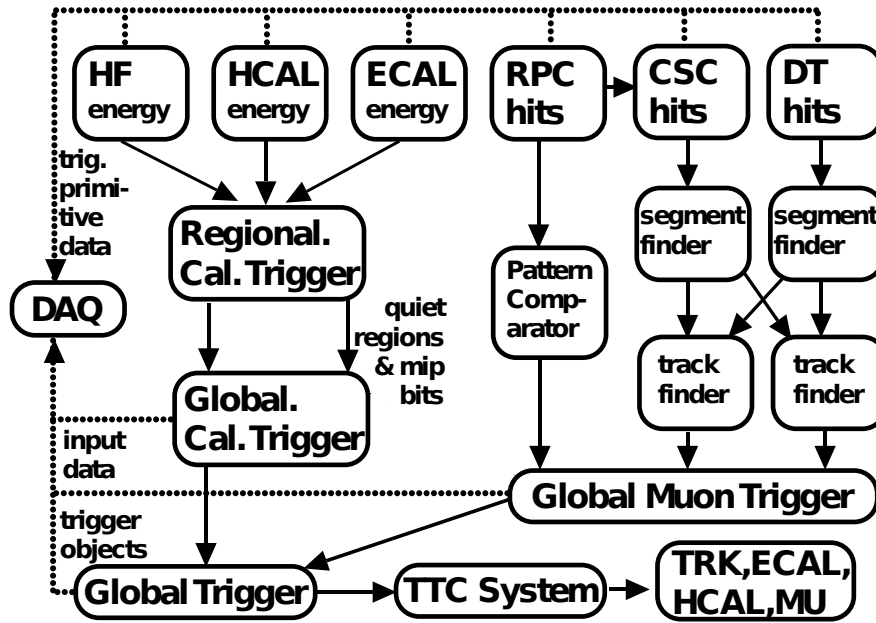 HF
energy
HCAL
energy
ECAL
energy
RPC
hits
CSC
hits
DT
hits
trig.
primi-
tive
data
Regional.
Cal. Trigger
segment
finder
segment
finder
Pattern
Comp-
arator
DAQ
quiet
regions
& mip
bits
track
finder
track
finder
Global.
Cal. Trigger
input
data
Global Muon Trigger
trigger
objects
Global Trigger
TTC System
TRK,ECAL,
HCAL,MU